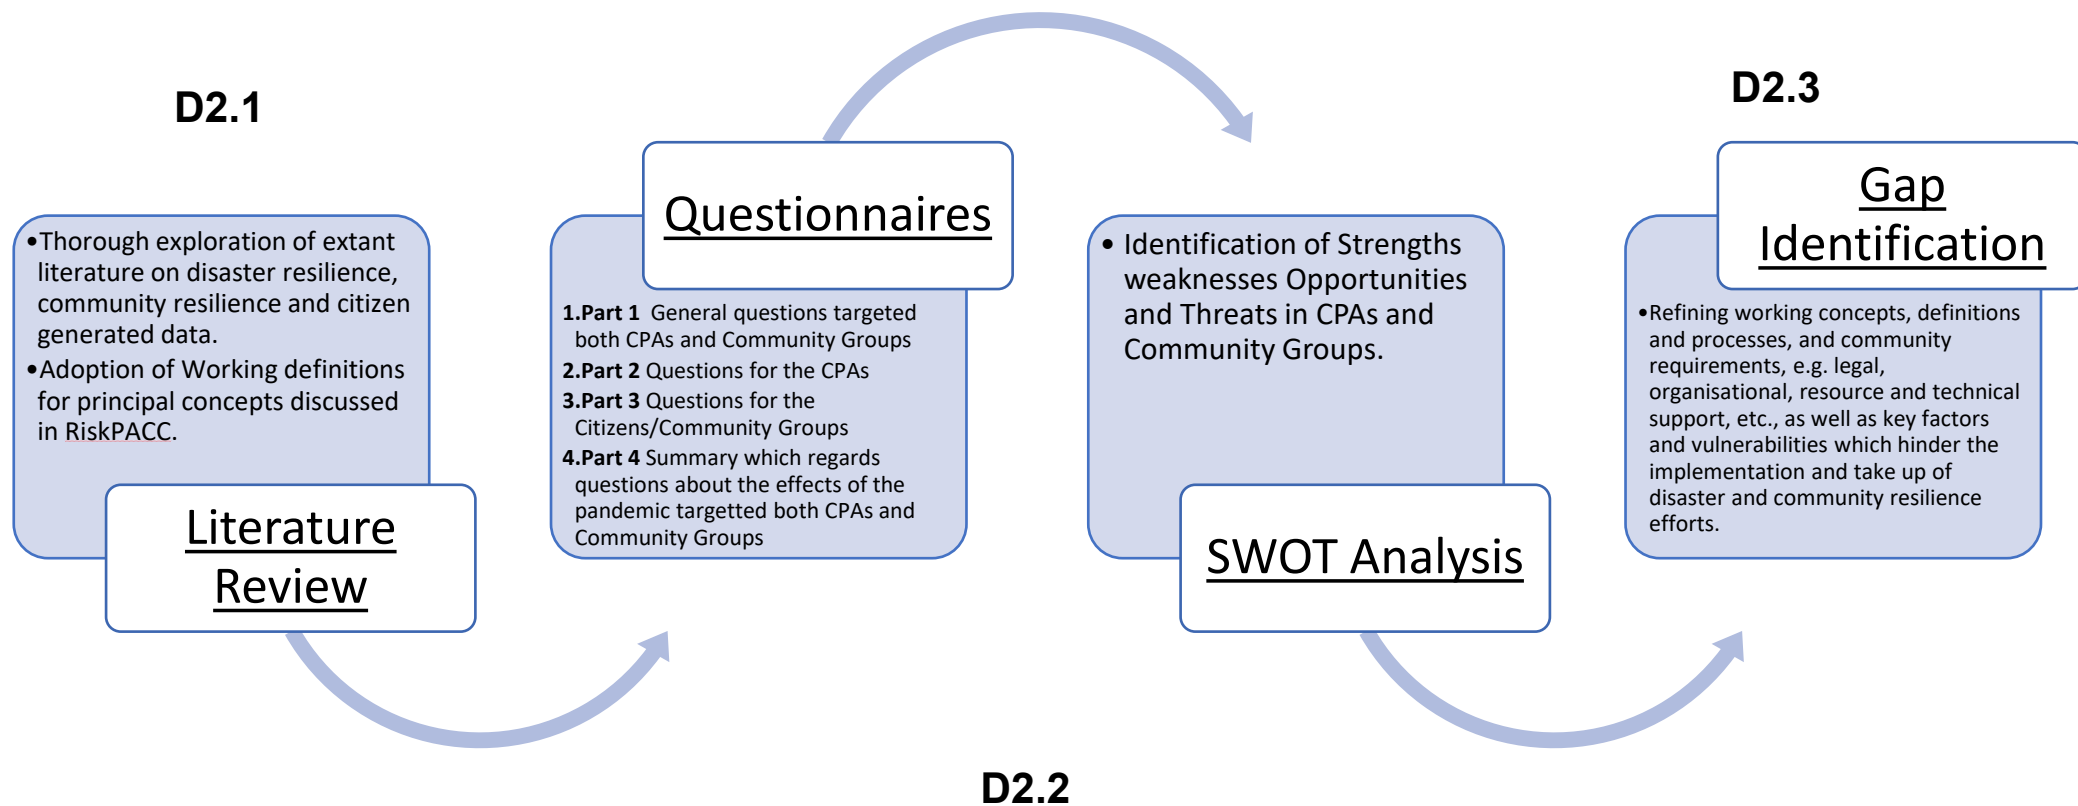 D2.1
•Thorough exploration of extant
literature on disaster resilience,
community resilience and citizen
generated data.
•Adoption of Working definitions
for principal concepts discussed
in RiskPACC.
Literature
Review
Questionnaires
1.Part 1 General questions targeted
both CPAs and Community Groups
2.Part 2 Questions for the CPAs
3.Part 3 Questions for the
Citizens/Community Groups
4.Part 4 Summary which regards
questions about the effects of the
pandemic targetted both CPAs and
Community Groups
D2.2
• Identification of Strengths
weaknesses Opportunities
and Threats in CPAs and
Community Groups.
SWOT Analysis
D2.3
Gap
Identification
•Refining working concepts, definitions
and processes, and community
requirements, e.g. legal,
organisational, resource and technical
support, etc., as well as key factors
and vulnerabilities which hinder the
implementation and take up of
disaster and community resilience
efforts.